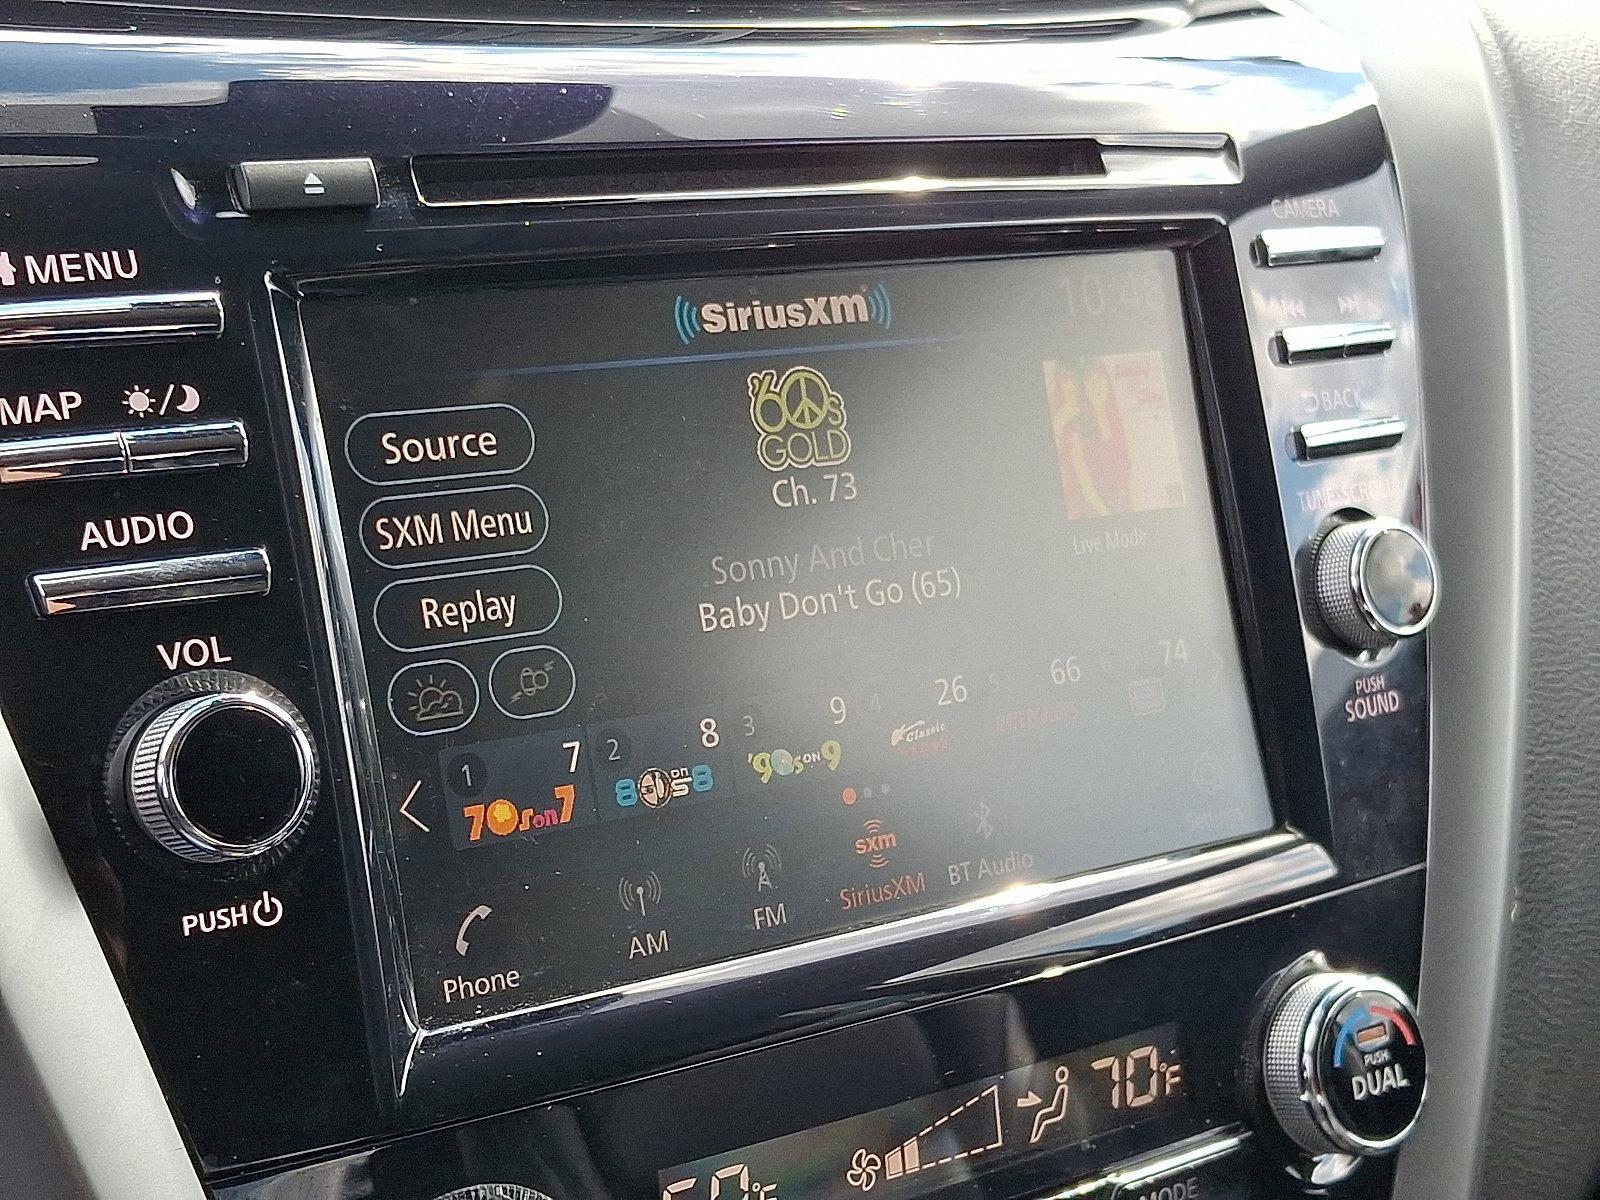 CAMERA
MENU
SiriusXm
MAP
'60s
GOLD
BACK
Source
Ch. 73
SXM Menu
TUNE·SCROLL
AUDIO
Sonny And Cher
Live Mode
Replay
Baby Don't Go (65)
VOL
PUSH
SOUND
1 7
2 8
3 9
4 26
5 66
74
70s on 7
80s on 8
'90s ON 9
Classic
sxm
PUSH
Phone
AM
FM
SiriusXM
BT Audio
70°F
PUSH
DUAL
MODE